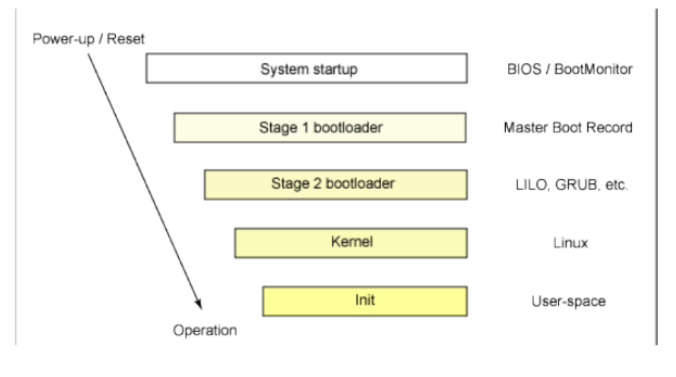 Power-up / Reset
System startup
BIOS / BootMonitor
Stage 1 bootloader
Master Boot Record
Stage 2 bootloader
LILO, GRUB, etc.
Kernel
Linux
Init
User-space
Operation